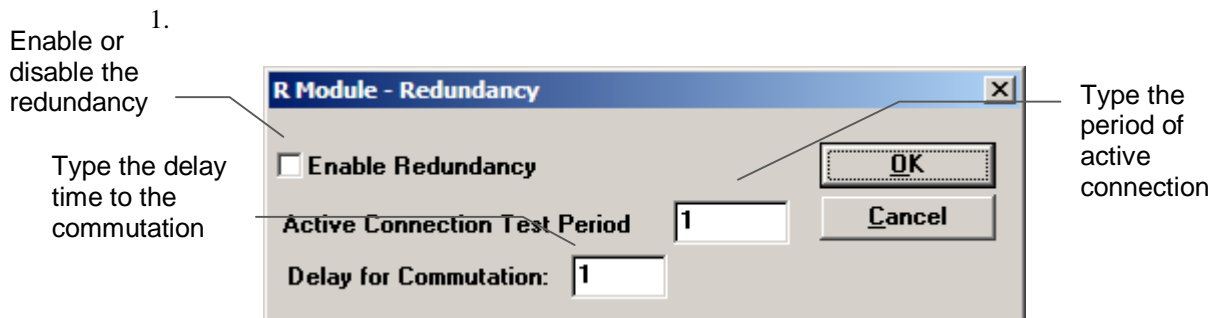 1.
Enable or
disable the
redundancy
R Module - Redundancy
Type the
period of
active
connection
Enable Redundancy
OK
Type the delay
time to the
commutation
Active Connection Test Period
1
Cancel
Delay for Commutation:
1